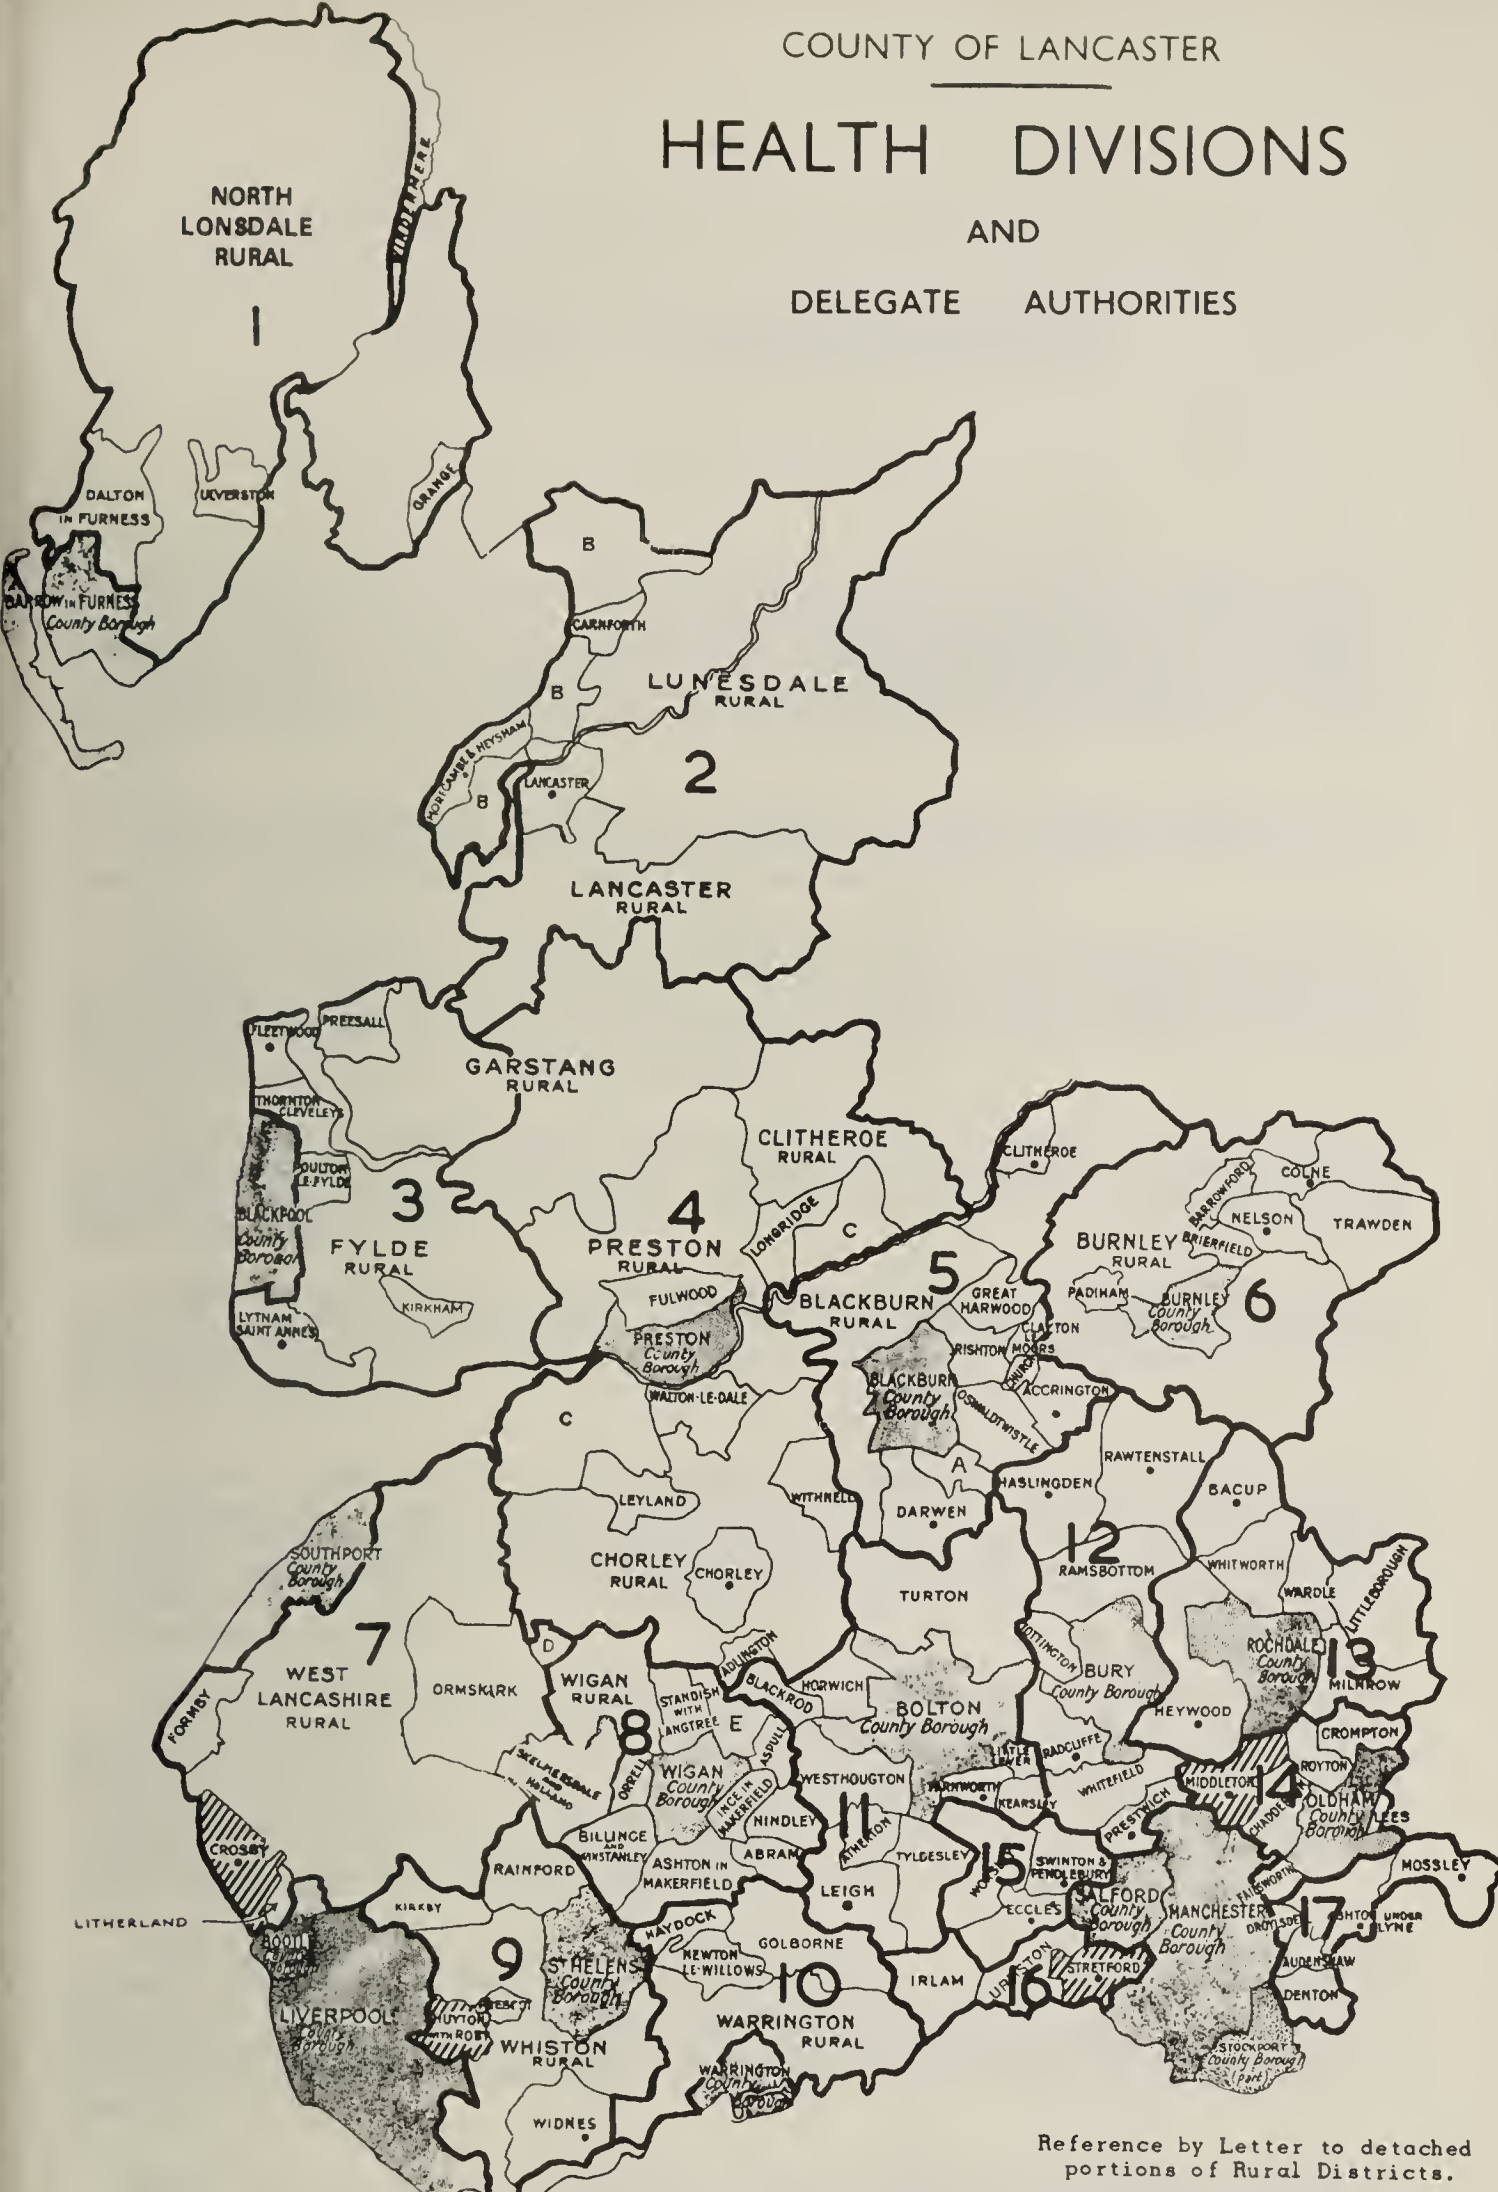 COUNTY OF LANCASTER
HEALTH DIVISIONS
AND
DELEGATE AUTHORITIES
WINDERMERE
NORTH
LONSDALE
RURAL
1
GRANGE
DALTON
IN FURNESS
ULVERSTON
BARROW IN FURNESS
County Borough
B
CARNFORTH
B
LUNESDALE
RURAL
MORECAMBE & HEYSHAM
B
LANCASTER
2
LANCASTER
RURAL
FLEETWOOD
PREESALL
GARSTANG
RURAL
THORNTON
CLEVELEYS
POULTON
LE-FYLDE
BLACKPOOL
County
Borough
3
FYLDE
RURAL
KIRKHAM
LYTHAM
SAINT ANNES
CLITHEROE
RURAL
CLITHEROE
LONGRIDGE
C
4
PRESTON
RURAL
FULWOOD
PRESTON
County
Borough
5
BLACKBURN
RURAL
GREAT
HARWOOD
CLAYTON
LE
MOORS
RISHTON
CHURCH
ACCRINGTON
OSWALDTWISTLE
BLACKBURN
County
Borough
A
DARWEN
BARROWFORD
COLNE
NELSON
TRAWDEN
BRIERFIELD
BURNLEY
RURAL
PADIHAM
BURNLEY
County
Borough
6
WALTON-LE-DALE
C
LEYLAND
WITHNELL
CHORLEY
RURAL
CHORLEY
HASLINGDEN
RAWTENSTALL
BACUP
12
RAMSBOTTOM
TURTON
WHITWORTH
WARDLE
LITTLEBOROUGH
SOUTHPORT
County
Borough
7
WEST
LANCASHIRE
RURAL
ORMSKIRK
FORMBY
D
WIGAN
RURAL
8
STANDISH
WITH
LANGTREE
E
ADLINGTON
BLACKROD
HORWICH
ASPULL
SKELMERSDALE
AND
HOLLAND
ORRELL
WIGAN
County
Borough
INCE IN
MAKERFIELD
HINDLEY
BILLINGE
AND
WINSTANLEY
ASHTON IN
MAKERFIELD
ABRAM
BOLTON
County Borough
TOTTINGTON
BURY
County Borough
ROCHDALE
County
Borough
13
MILNROW
HEYWOOD
CROMPTON
ROYTON
LITTLE
LEVER
RADCLIFFE
WHITEFIELD
WESTHOUGTON
FARNWORTH
KEARSLEY
11
ATHERTON
TYLDESLEY
LEIGH
PRESTWICH
MIDDLETON
14
CHADDERTON
OLDHAM
County
Borough
LEES
15
WORSLEY
SWINTON &
PENDLEBURY
ECCLES
SALFORD
County
Borough
MANCHESTER
County
Borough
FAILSWORTH
DROYLSDEN
17
MOSSLEY
ASHTON UNDER
LYNE
AUDENSHAW
DENTON
STOCKPORT
County Borough
(part)
CROSBY
LITHERLAND
BOOTLE
County
Borough
LIVERPOOL
County
Borough
RAINFORD
KIRKBY
9
ST HELENS
County
Borough
PRESCOT
HUYTON
WITH ROBY
WHISTON
RURAL
WIDNES
HAYDOCK
NEWTON
LE-WILLOWS
GOLBORNE
10
WARRINGTON
RURAL
WARRINGTON
County
Borough
IRLAM
URMSTON
16
STRETFORD
Reference by Letter to detached
portions of Rural Districts.